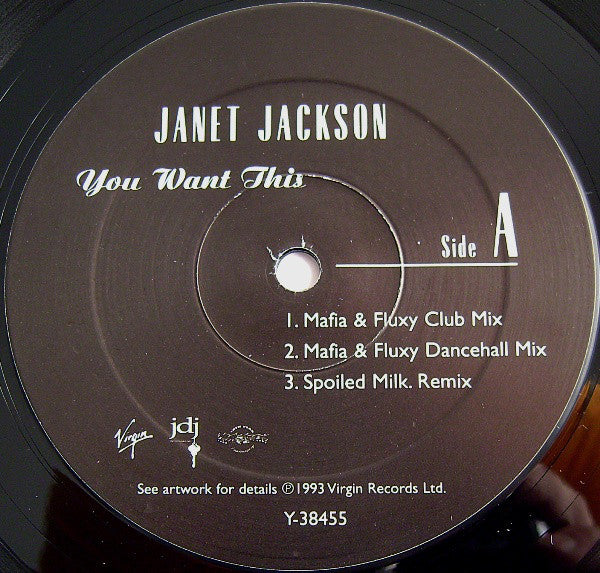 JANET JACKSON
You Want This
Side A
1. Mafia & Fluxy Club Mix
2. Mafia & Fluxy Dancehall Mix
3. Spoiled Milk. Remix
Virgin
jdj
See artwork for details ℗1993 Virgin Records Ltd.
Y-38455